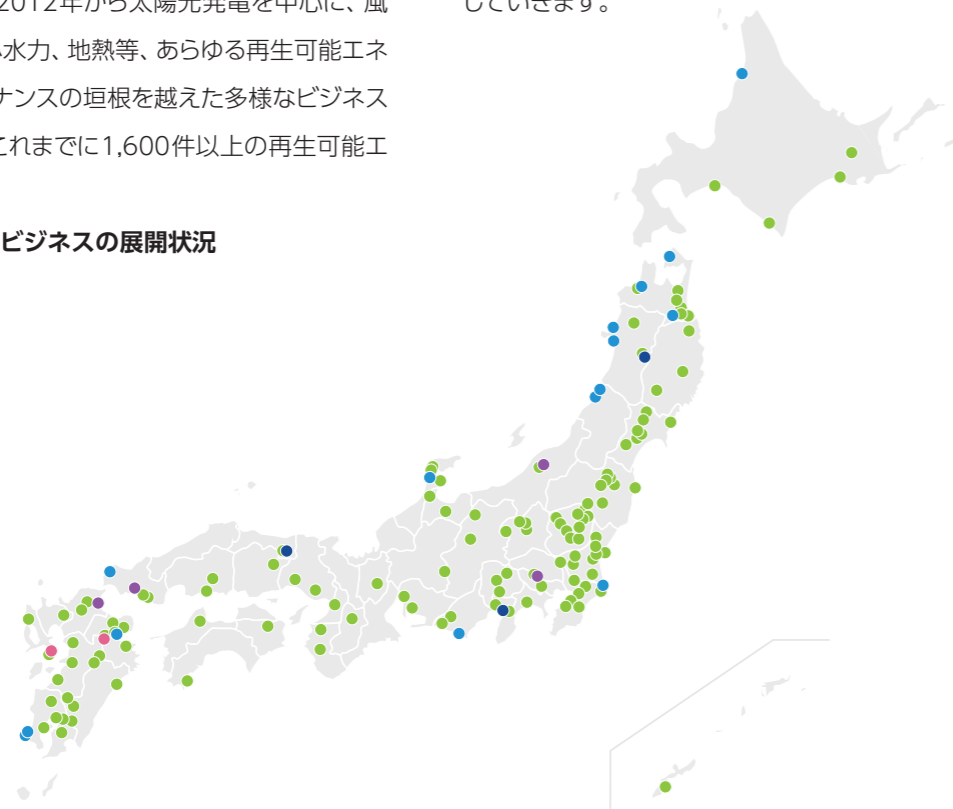 2012年から太陽光発電を中心に、風
水力、地熱等、あらゆる再生可能エネ
ナンスの垣根を越えた多様なビジネス
これまでに1,600件以上の再生可能エ
していきます。
ビジネスの展開状況